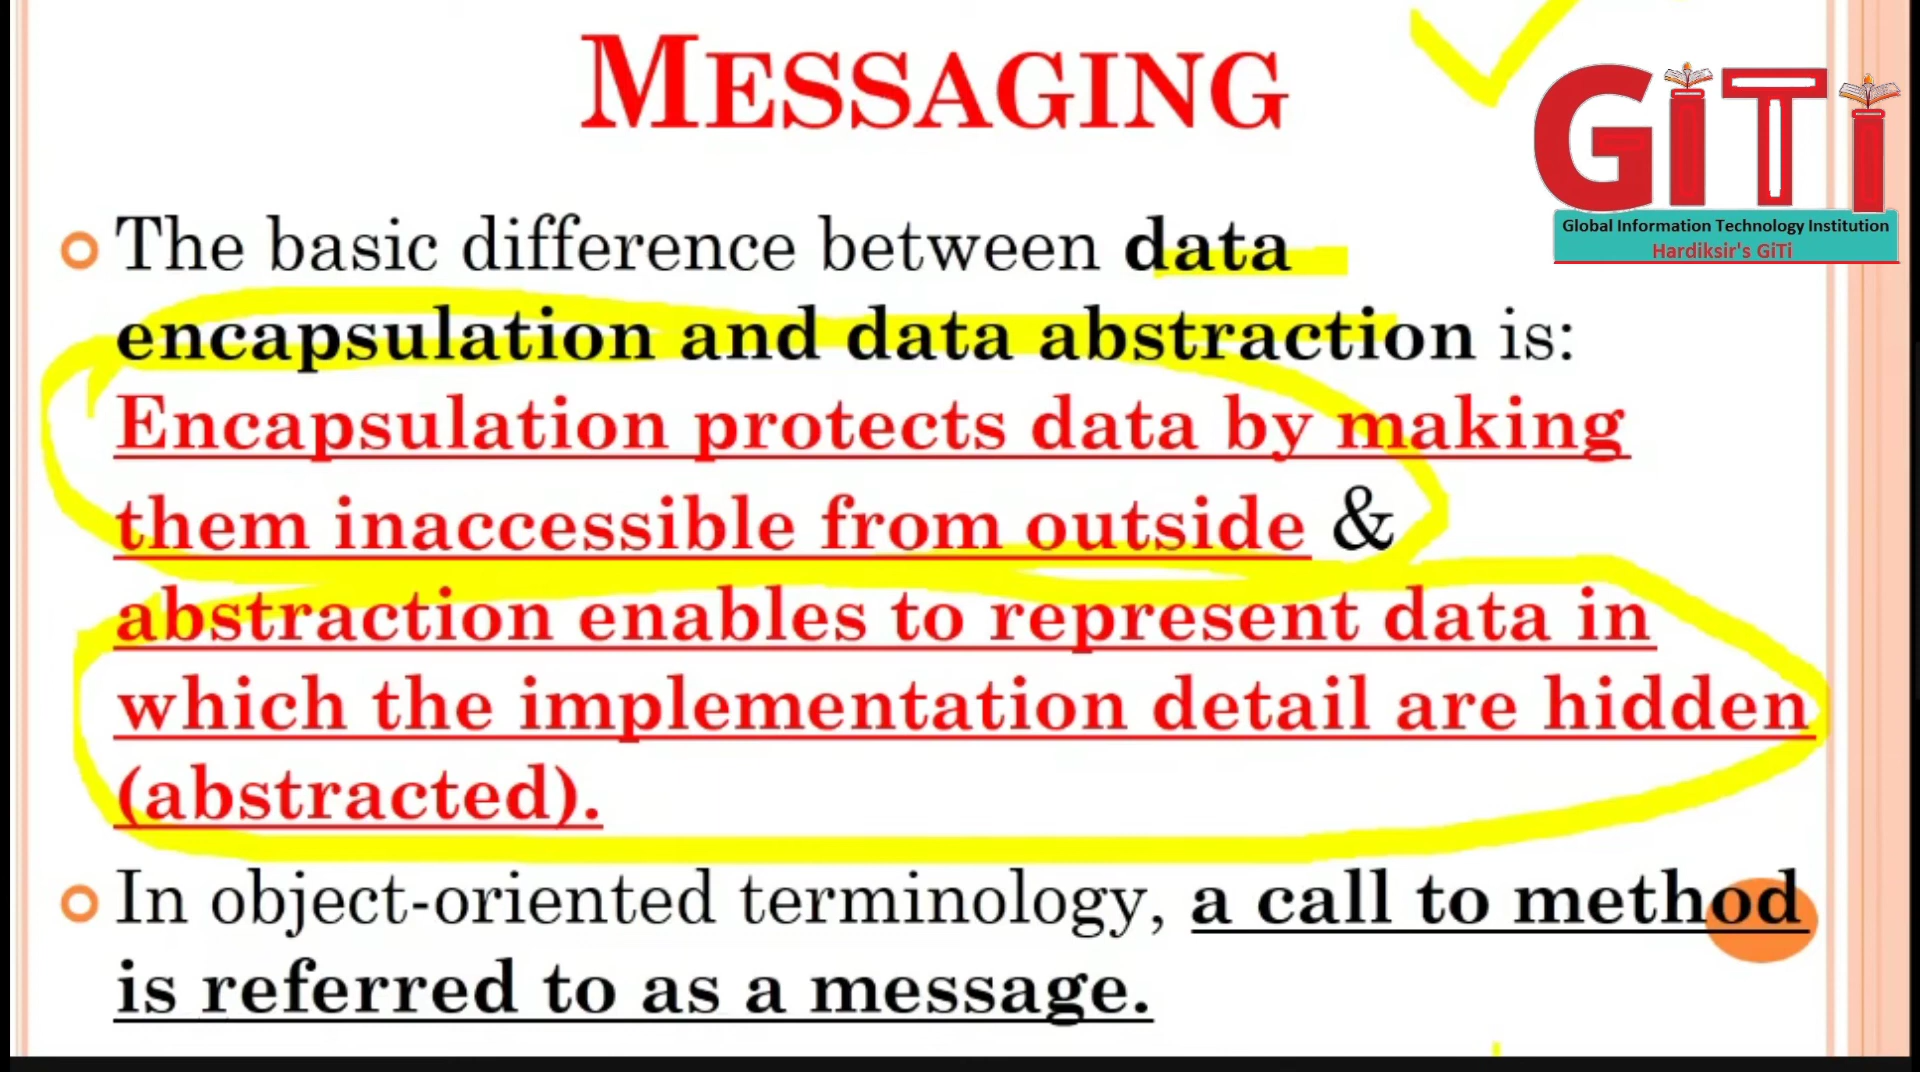 MESSAGING
GiTi
Global Information Technology Institution
Hardiksir's GiTi
The basic difference between data
encapsulation and data abstraction is:
Encapsulation protects data by making
them inaccessible from outside &
abstraction enables to represent data in
which the implementation detail are hidden
(abstracted).
In object-oriented terminology, a call to method
is referred to as a message.